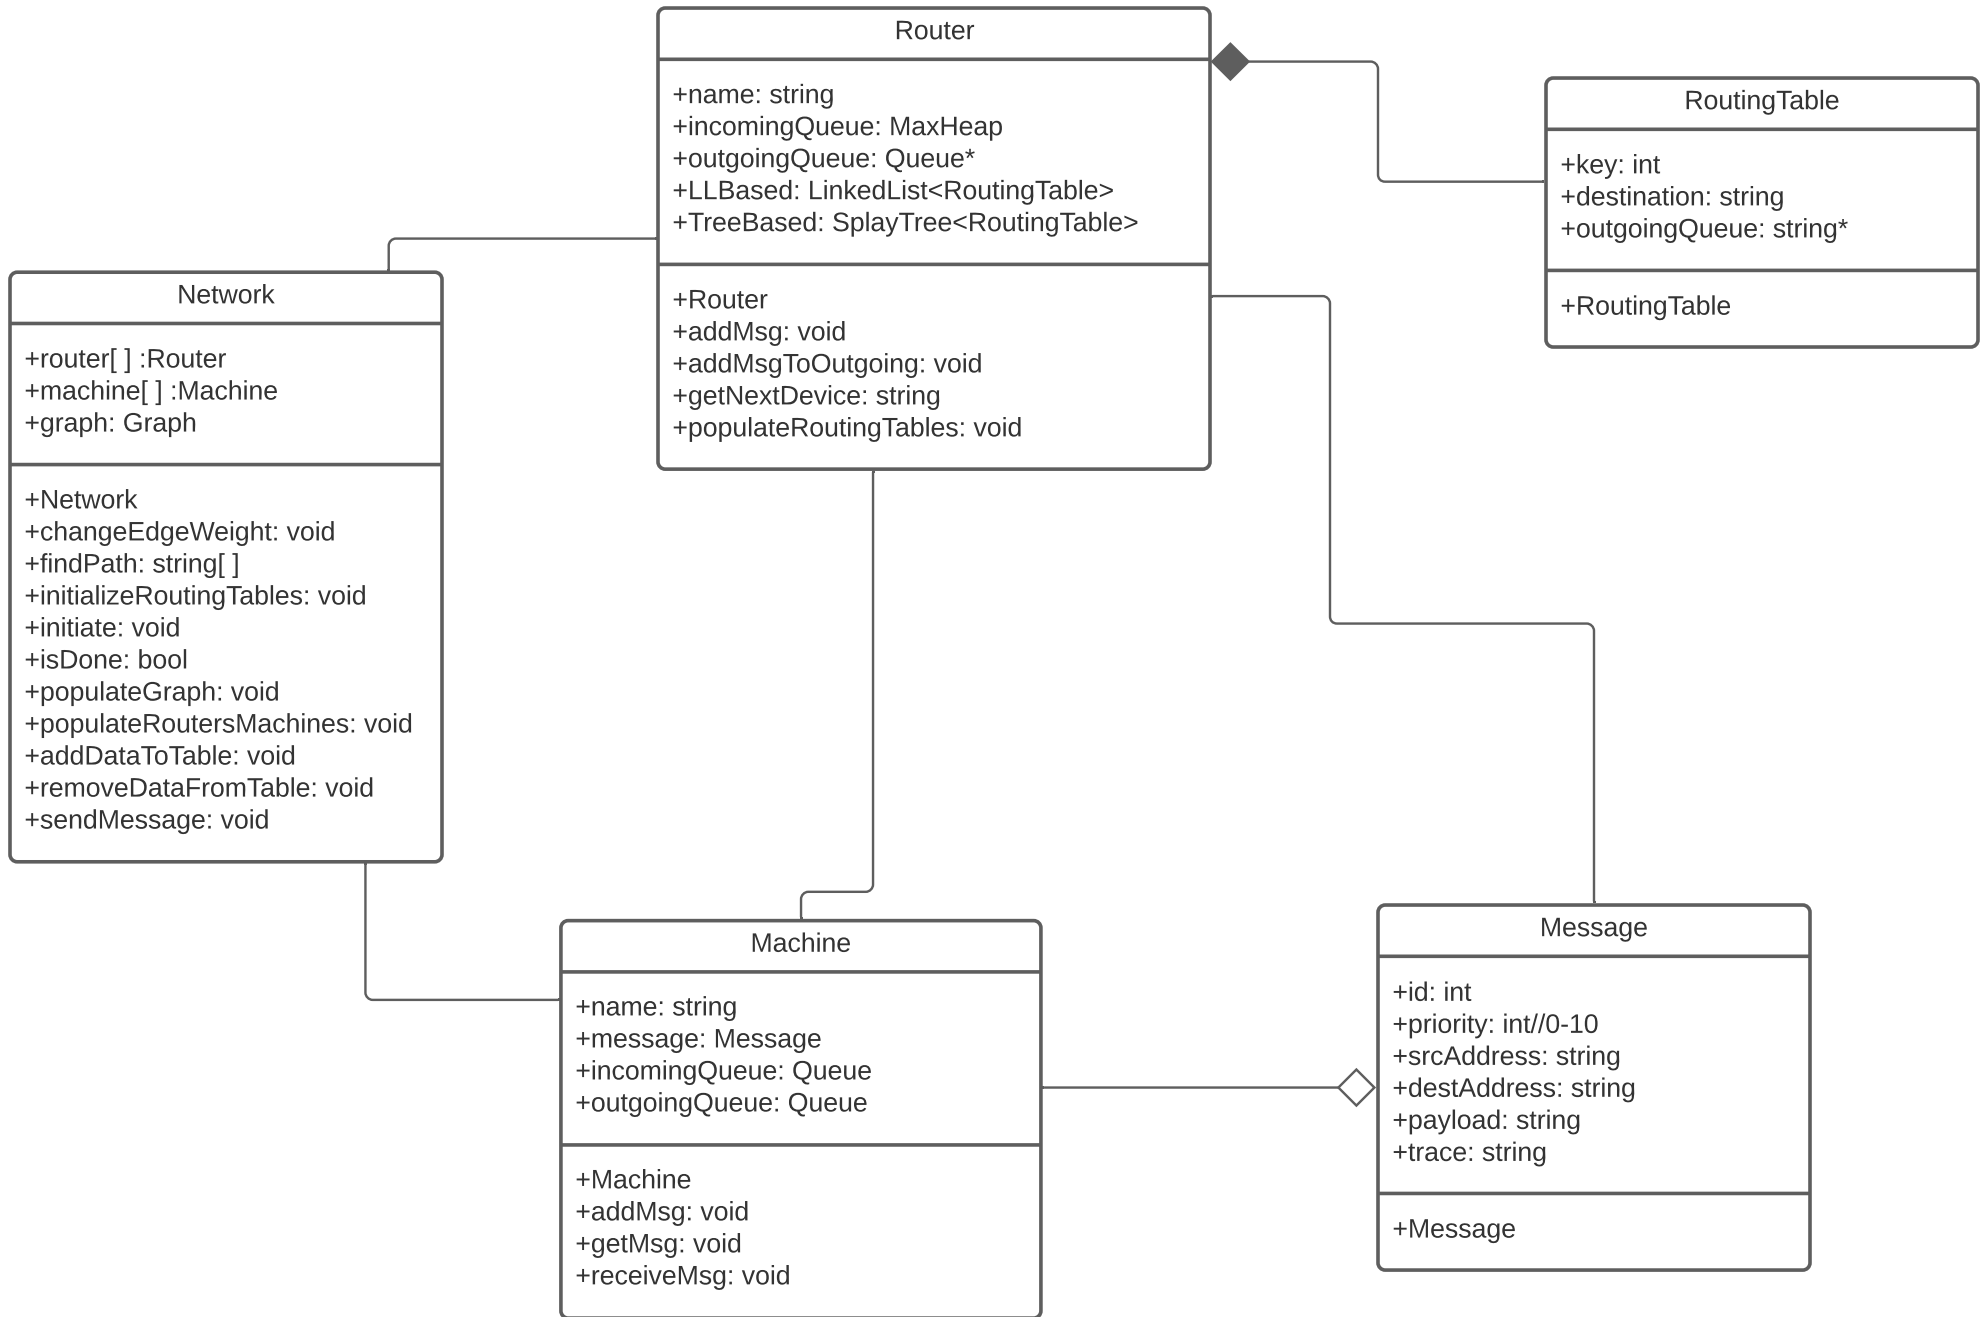 Router
+name: string
+incomingQueue: MaxHeap
+outgoingQueue: Queue*
+LLBased: LinkedList<RoutingTable>
+TreeBased: SplayTree<RoutingTable>
+Router
+addMsg: void
+addMsgToOutgoing: void
+getNextDevice: string
+populateRoutingTables: void
RoutingTable
+key: int
+destination: string
+outgoingQueue: string*
+RoutingTable
Network
+router[ ] :Router
+machine[ ] :Machine
+graph: Graph
+Network
+changeEdgeWeight: void
+findPath: string[ ]
+initializeRoutingTables: void
+initiate: void
+isDone: bool
+populateGraph: void
+populateRoutersMachines: void
+addDataToTable: void
+removeDataFromTable: void
+sendMessage: void
Machine
+name: string
+message: Message
+incomingQueue: Queue
+outgoingQueue: Queue
+Machine
+addMsg: void
+getMsg: void
+receiveMsg: void
Message
+id: int
+priority: int//0-10
+srcAddress: string
+destAddress: string
+payload: string
+trace: string
+Message